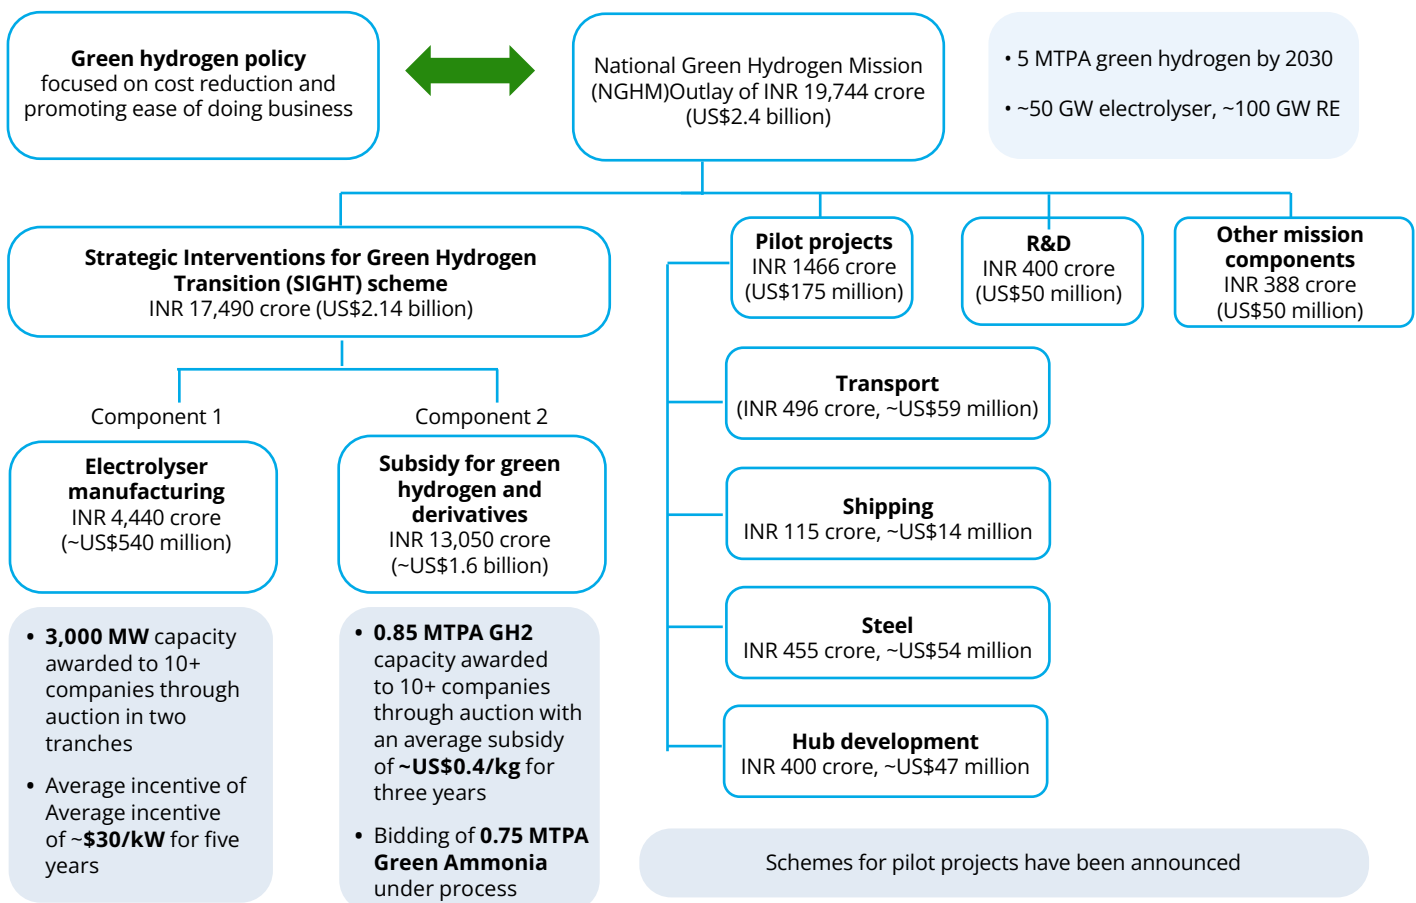 Green hydrogen policy
focused on cost reduction and
promoting ease of doing business
National Green Hydrogen Mission
(NGHM)Outlay of INR 19,744 crore
(US$2.4 billion)
• 5 MTPA green hydrogen by 2030
• ~50 GW electrolyser, ~100 GW RE
Strategic Interventions for Green Hydrogen
Transition (SIGHT) scheme
INR 17,490 crore (US$2.14 billion)
Pilot projects
INR 1466 crore
(US$175 million)
R&D
INR 400 crore
(US$50 million)
Other mission
components
INR 388 crore
(US$50 million)
Component 1
Electrolyser
manufacturing
INR 4,440 crore
(~US$540 million)
• 3,000 MW capacity
awarded to 10+
companies through
auction in two
tranches
• Average incentive of
Average incentive
of ~$30/kW for five
years
Component 2
Subsidy for green
hydrogen and
derivatives
INR 13,050 crore
(~US$1.6 billion)
• 0.85 MTPA GH2
capacity awarded
to 10+ companies
through auction with
an average subsidy
of ~US$0.4/kg for
three years
• Bidding of 0.75 MTPA
Green Ammonia
under process
Transport
(INR 496 crore, ~US$59 million)
Shipping
INR 115 crore, ~US$14 million
Steel
INR 455 crore, ~US$54 million
Hub development
INR 400 crore, ~US$47 million
Schemes for pilot projects have been announced